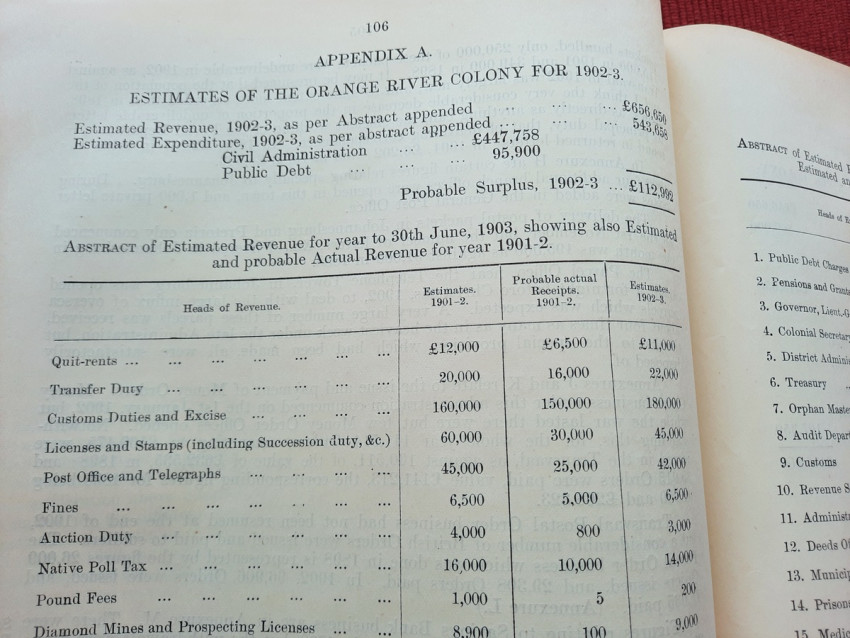 106
APPENDIX A.
ESTIMATES OF THE ORANGE RIVER COLONY FOR 1902-3.
Estimated Revenue, 1902-3, as per Abstract appended ... ... ... £656,650
Estimated Expenditure, 1902-3, as per abstract appended ... ... ... 543,658
Civil Administration ... ... £447,758
Public Debt ... ... ... 95,900
Probable Surplus, 1902-3 ... £112,992
ABSTRACT of Estimated Revenue for year to 30th June, 1903, showing also Estimated
and probable Actual Revenue for year 1901-2.
Heads of Revenue. Estimates. 1901-2. Probable actual Receipts. 1901-2. Estimates. 1902-3.
Quit-rents ... ... ... ... ... ... £12,000 £6,500 £11,000
Transfer Duty ... ... ... ... ... 20,000 16,000 22,000
Customs Duties and Excise ... ... ... ... 160,000 150,000 180,000
Licenses and Stamps (including Succession duty, &c.) 60,000 30,000 45,000
Post Office and Telegraphs ... ... ... ... 45,000 25,000 42,000
Fines ... ... ... ... ... ... ... 6,500 5,000 6,500
Auction Duty ... ... ... ... ... ... 4,000 800 3,000
Native Poll Tax ... ... ... ... ... ... 16,000 10,000 14,000
Pound Fees ... ... ... ... ... ... 1,000 5 200
Diamond Mines and Prospecting Licenses ... ... 8,900 100 9,000
ABSTRACT of Estimated
Estimated an
Heads of E
1. Public Debt Charges
2. Pensions and Grants
3. Governor, Lieut.-G
4. Colonial Secretar
5. District Admini
6. Treasury ..
7. Orphan Maste
8. Audit Depar
9. Customs
10. Revenue S
11. Administ
12. Deeds Of
13. Municip
14. Prison
15. Medic